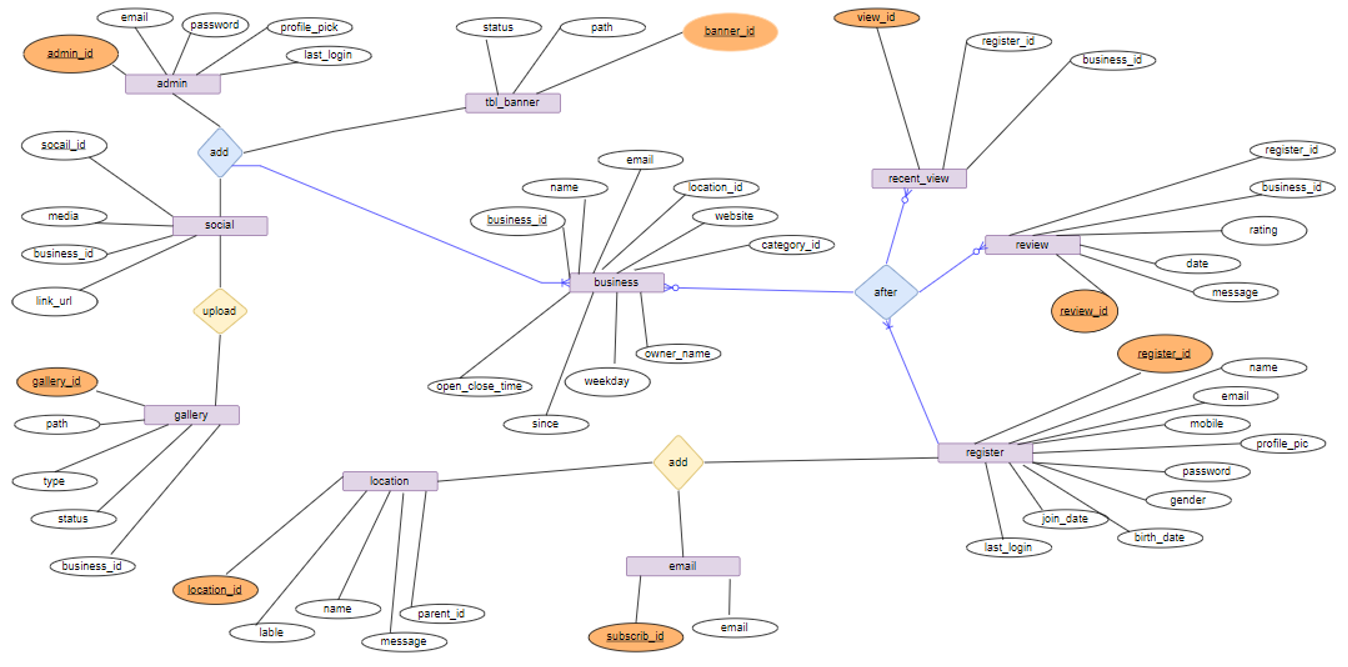 email
password
profile_pick
admin_id
last_login
admin
status
path
banner_id
tbl_banner
view_id
register_id
business_id
recent_view
add
socail_id
media
business_id
link_url
social
upload
gallery_id
path
type
status
business_id
gallery
email
name
location_id
business_id
website
category_id
business
open_close_time
since
weekday
owner_name
after
register_id
business_id
rating
review
date
message
review_id
register_id
name
email
mobile
profile_pic
register
password
gender
join_date
birth_date
last_login
add
location
location_id
lable
name
message
parent_id
email
subscrib_id
email